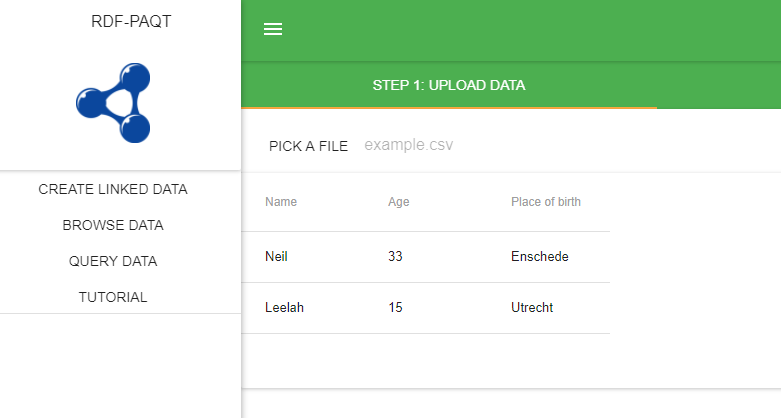 RDF-PAQT
CREATE LINKED DATA
BROWSE DATA
QUERY DATA
TUTORIAL
STEP 1: UPLOAD DATA
PICK A FILE example.csv
Name Age Place of birth
Neil 33 Enschede
Leelah 15 Utrecht